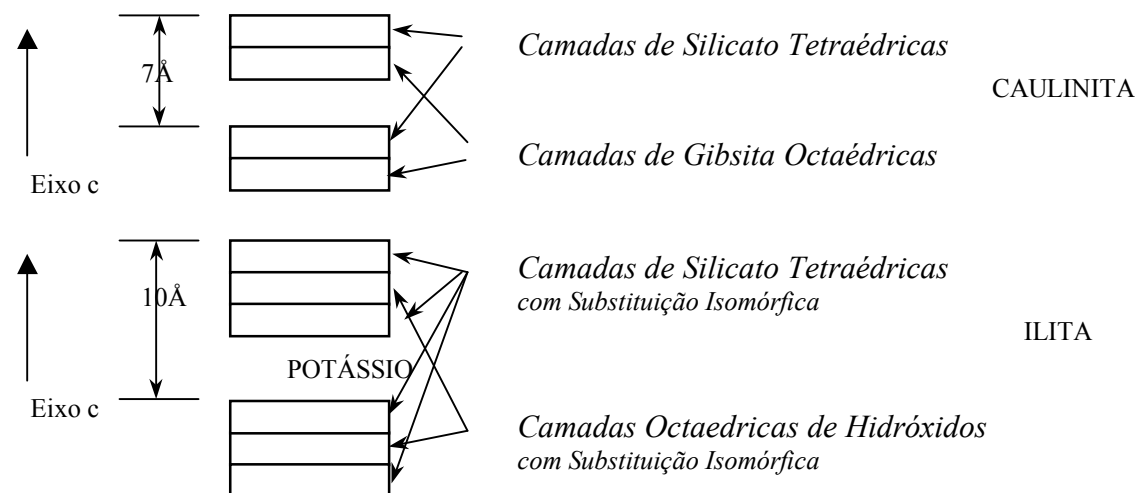 Camadas de Silicato Tetraédricas
7Å
CAULINITA
Camadas de Gibsita Octaédricas
Eixo c
Camadas de Silicato Tetraédricas
com Substituição Isomórfica
10Å
ILITA
POTÁSSIO
Eixo c
Camadas Octaedricas de Hidróxidos
com Substituição Isomórfica